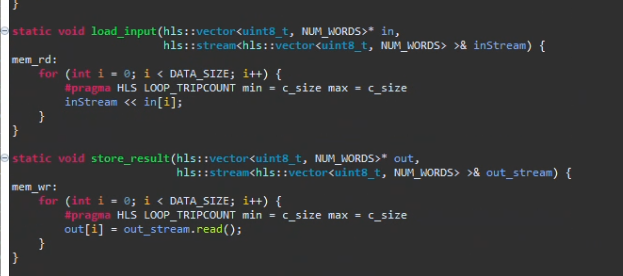 }
static void load_input(hls::vector<uint8_t, NUM_WORDS>* in,
                       hls::stream<hls::vector<uint8_t, NUM_WORDS> >& inStream) {
mem_rd:
    for (int i = 0; i < DATA_SIZE; i++) {
        #pragma HLS LOOP_TRIPCOUNT min = c_size max = c_size
        inStream << in[i];
    }
}
static void store_result(hls::vector<uint8_t, NUM_WORDS>* out,
                         hls::stream<hls::vector<uint8_t, NUM_WORDS> >& out_stream) {
mem_wr:
    for (int i = 0; i < DATA_SIZE; i++) {
        #pragma HLS LOOP_TRIPCOUNT min = c_size max = c_size
        out[i] = out_stream.read();
    }
}